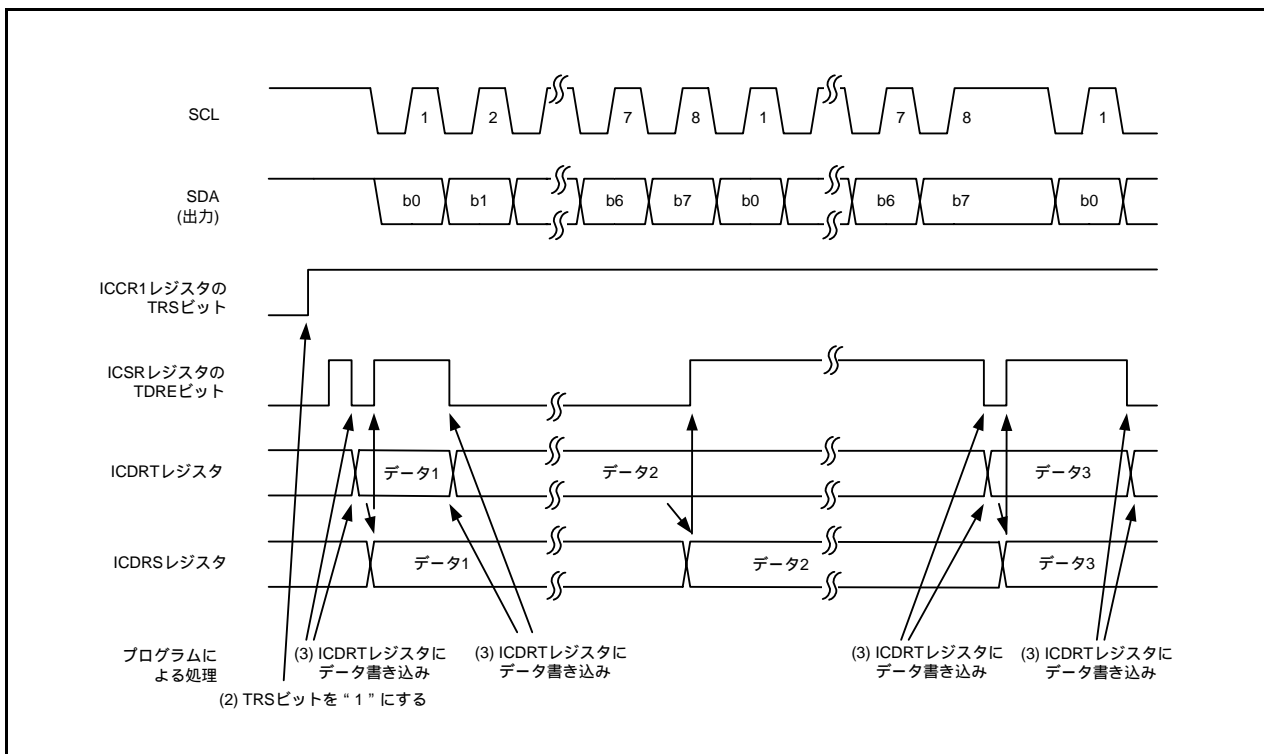 SCL
1 2 7 8 1 7 8 1
SDA
(出力)
b0 b1 b6 b7 b0 b6 b7 b0
ICCR1レジスタの
TRSビット
ICSRレジスタの
TDREビット
ICDRTレジスタ
データ1 データ2 データ3
ICDRSレジスタ
データ1 データ2 データ3
プログラムに
よる処理
(3) ICDRTレジスタに
データ書き込み
(3) ICDRTレジスタに
データ書き込み
(3) ICDRTレジスタに
データ書き込み
(3) ICDRTレジスタに
データ書き込み
(2) TRSビットを “ 1 ” にする